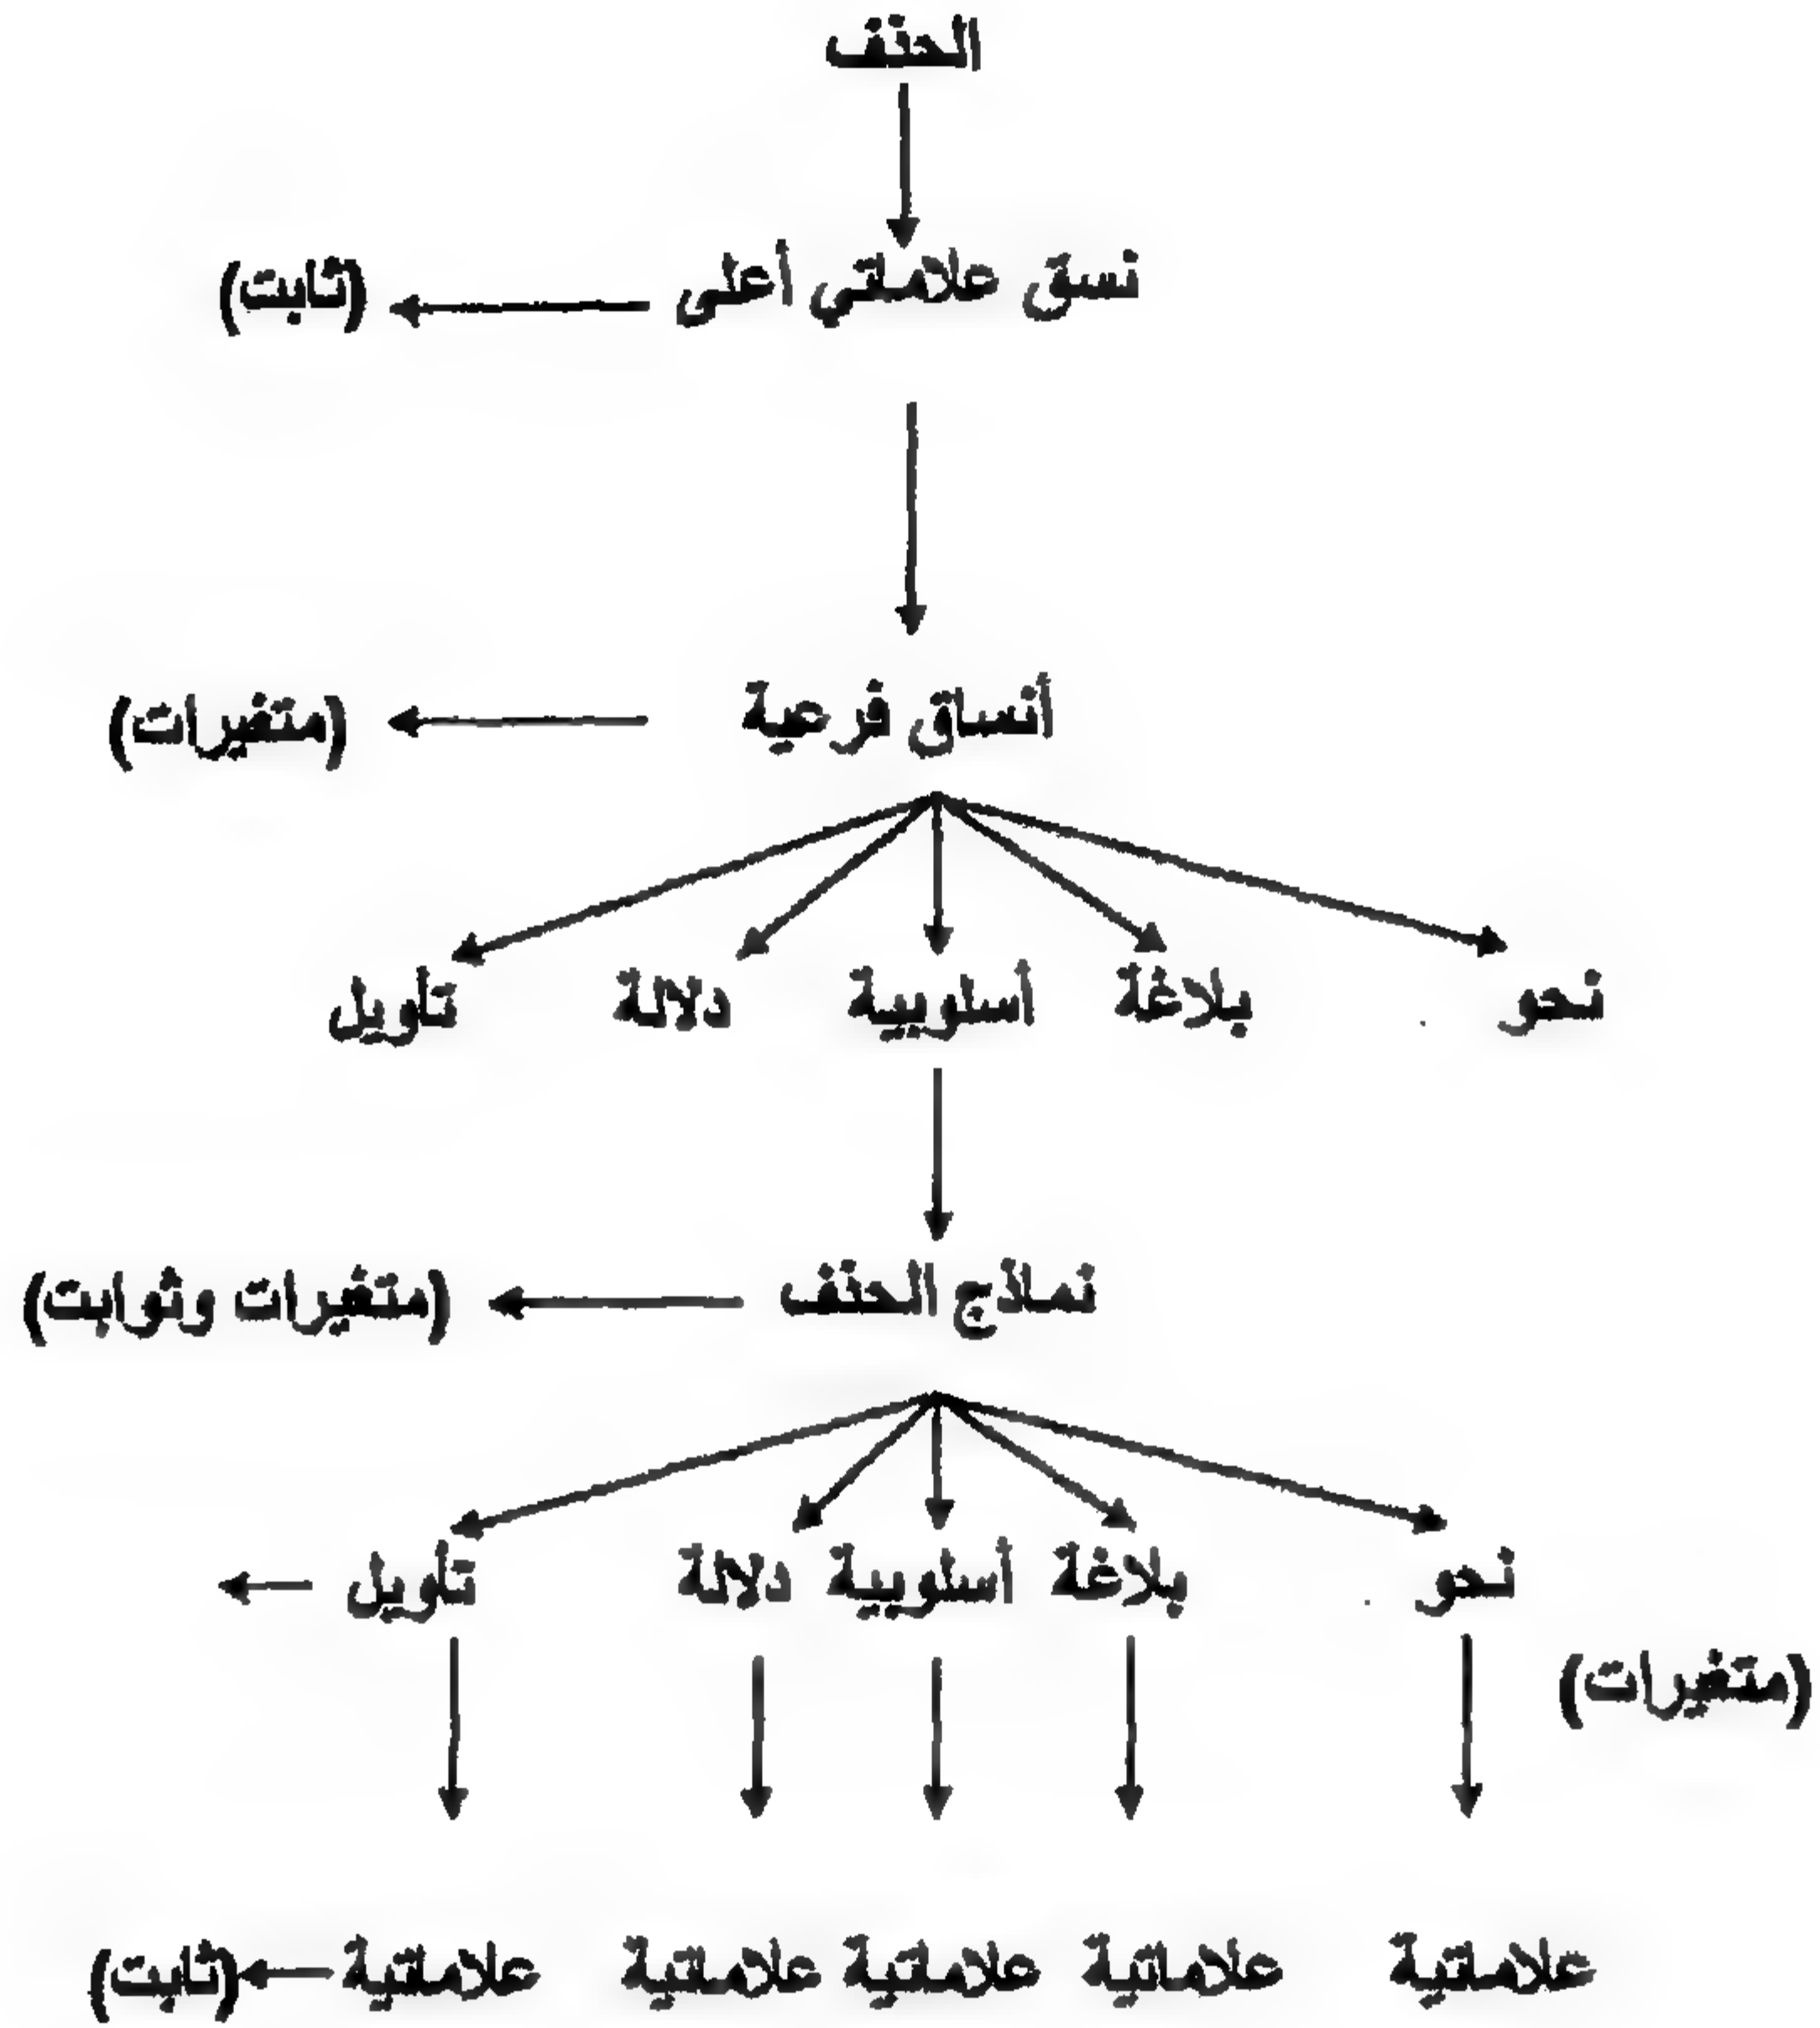 الحذف
نسق علاماتي أعلى (ثابت)
أنساق فرعية (متغيرات)
نحو بلاغة أسلوبية دلالة تأويل
نماذج الحذف (متغيرات وثوابت)
نحو بلاغة أسلوبية دلالة تأويل
(متغيرات)
علاماتية علاماتية علاماتية علاماتية علاماتية (ثابت)